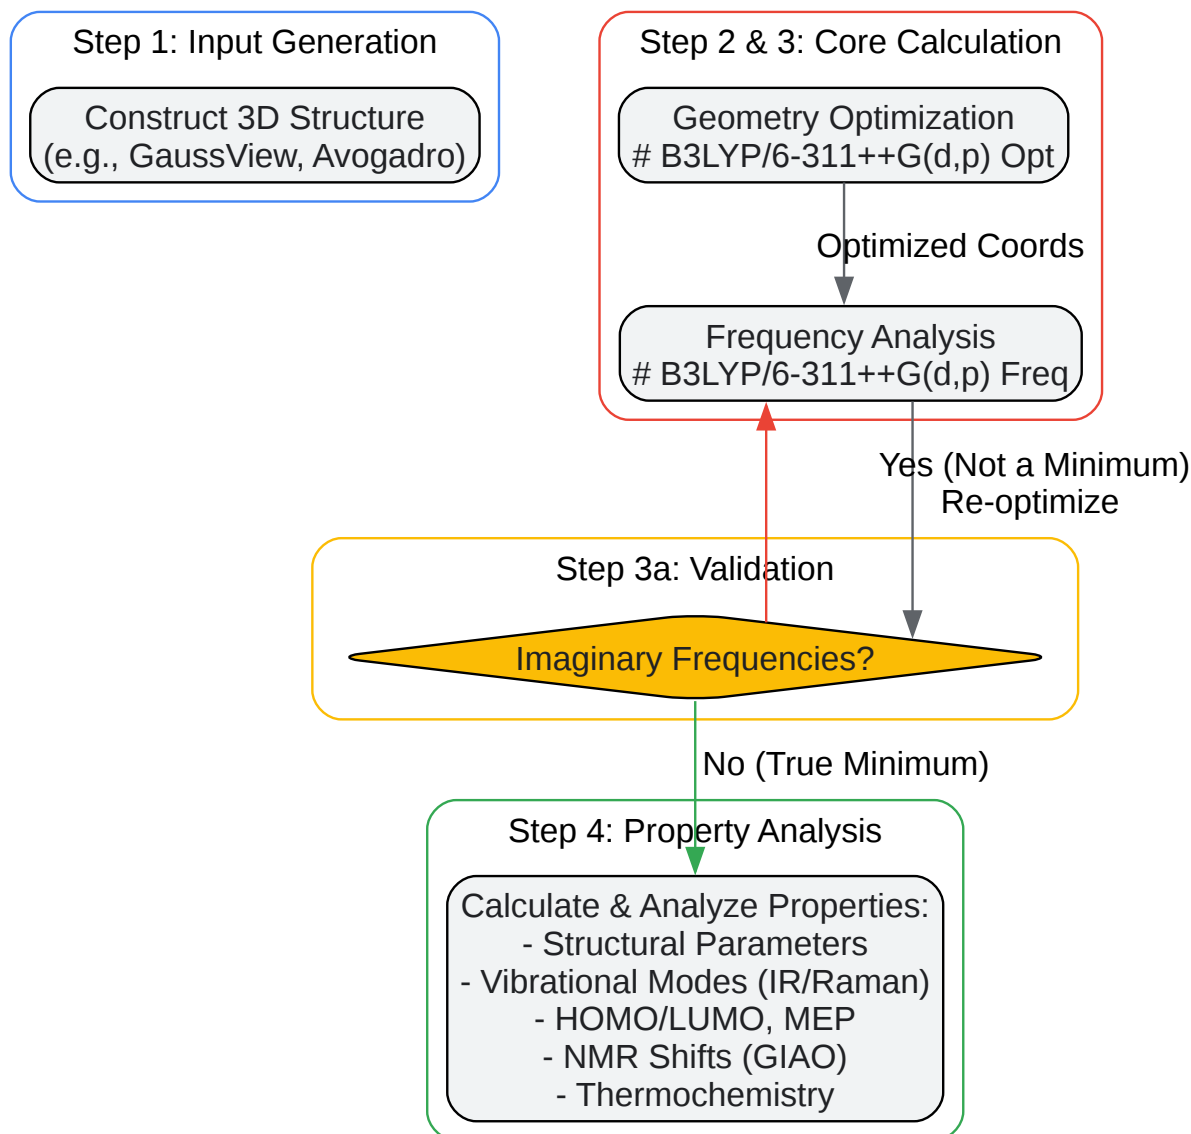 Step 1: Input Generation
Construct 3D Structure
(e.g., GaussView, Avogadro)
Step 2 & 3: Core Calculation
Geometry Optimization
# B3LYP/6-311++G(d,p) Opt
Optimized Coords
Frequency Analysis
# B3LYP/6-311++G(d,p) Freq
Yes (Not a Minimum)
Re-optimize
Step 3a: Validation
Imaginary Frequencies?
No (True Minimum)
Step 4: Property Analysis
Calculate & Analyze Properties:
- Structural Parameters
- Vibrational Modes (IR/Raman)
- HOMO/LUMO, MEP
- NMR Shifts (GIAO)
- Thermochemistry